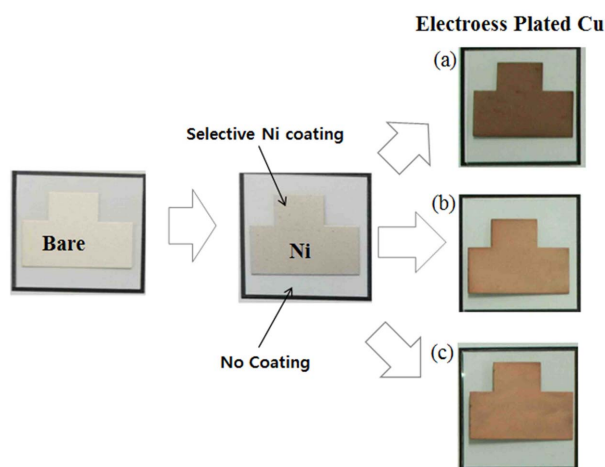 Electroess Plated Cu
(a)
Selective Ni coating
(b)
Bare
Ni
No Coating
(c)